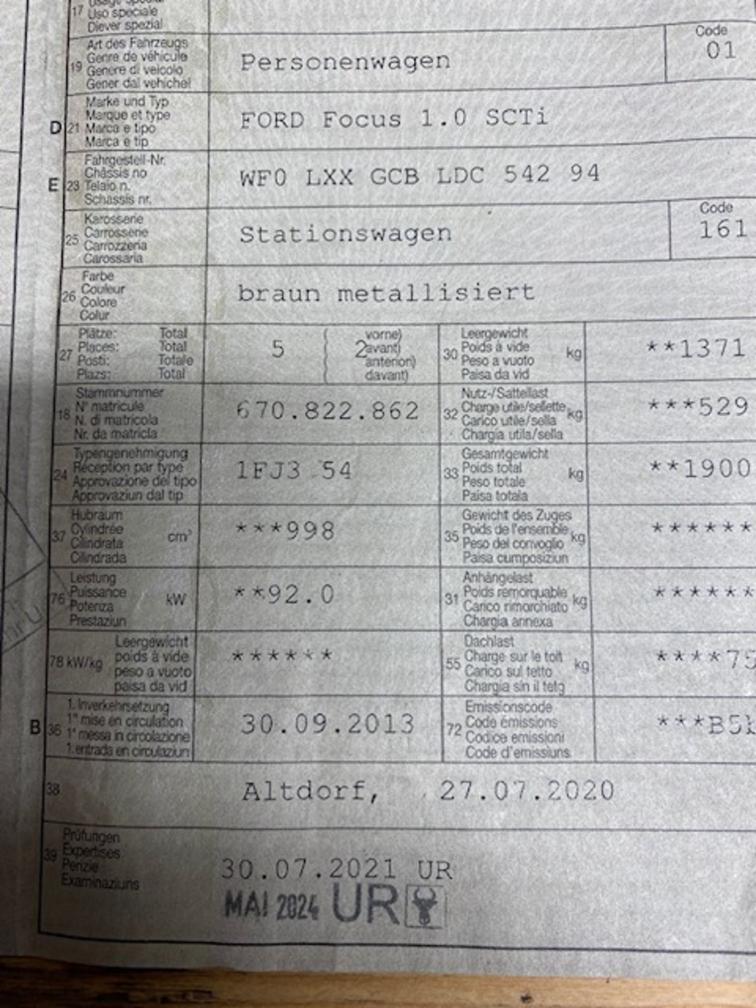 17 Uso speciale
Diever spezial
Art des Fahrzeugs
Genre de véhicule
19 Genere di veicolo
Gener dal vehichel
Personenwagen
Code
01
Marke und Typ
Marque et type
D 21 Marca e tipo
Marca e tip
FORD Focus 1.0 SCTi
Fahrgestell-Nr.
Châssis no
E 23 Telaio n.
Schassis nr.
WF0 LXX GCB LDC 542 94
Karosserie
25 Carrosserie
Carrozzeria
Carossaria
Stationswagen
Code
161
Farbe
26 Couleur
Colore
Colur
braun metallisiert
Plätze: Total
27 Places: Total
Posti: Totale
Plazs: Total
5 ( 2 vorne)
avant)
anteriori)
davant)
Leergewicht
30 Poids à vide kg
Peso a vuoto
Paisa da vid
**1371
Stammnummer
18 N° matricule
N. di matricola
Nr. da matricla
670.822.862
Nutz-/Sattellast
32 Charge utile/sellette kg
Carico utile/sella
Chargia utila/sella
***529
Typengenehmigung
24 Réception par type
Approvazione del tipo
Approvaziun dal tip
1FJ3 54
Gesamtgewicht
33 Poids total kg
Peso totale
Paisa totala
**1900
Hubraum
37 Cylindrée cm³
Cilindrata
Cilindrada
***998
Gewicht des Zuges
35 Poids de l'ensemble kg
Peso del convoglio
Paisa cumposiziun
******
Leistung
76 Puissance kW
Potenza
Prestaziun
**92.0
Anhängelast
31 Poids remorquable kg
Carico rimorchiato
Chargia annexa
******
Leergewicht
78 kW/kg poids à vide
peso a vuoto
paisa da vid
******
Dachlast
55 Charge sur le toit kg
Carico sul tetto
Chargia sin il tetg
****75
1. Inverkehrsetzung
B 36 1re mise en circulation
1a messa in circolazione
1. entrada en circulaziun
30.09.2013
Emissionscode
72 Code émissions
Codice emissioni
Code d'emissiuns
***B5
38 Altdorf, 27.07.2020
Prüfungen
39 Expertises
Perizie
Examinaziuns
30.07.2021 UR
MAI 2024 UR